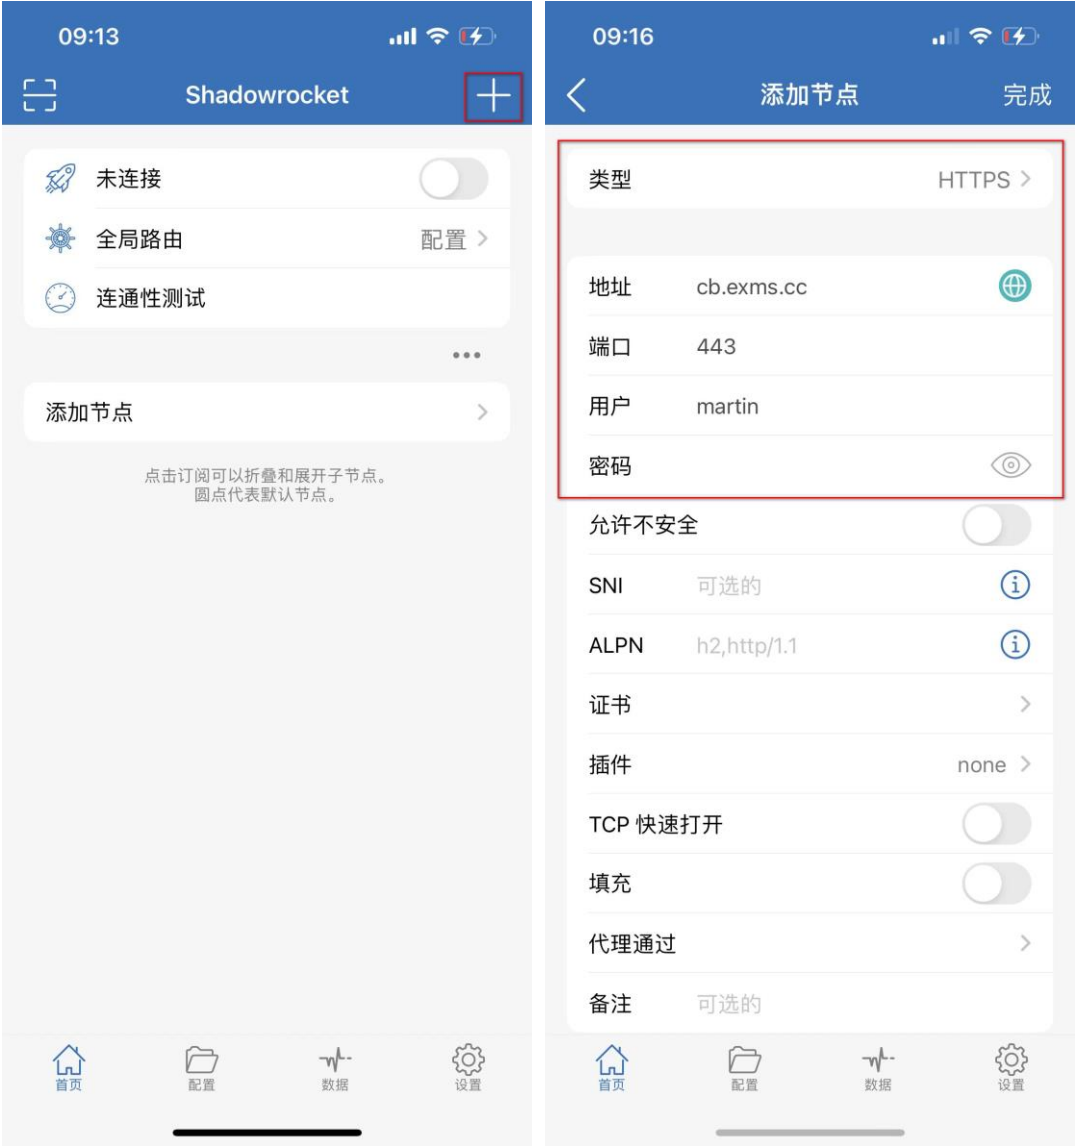 09:13
Shadowrocket
未连接
全局路由 配置
连通性测试
添加节点
点击订阅可以折叠和展开子节点。
圆点代表默认节点。
首页 配置 数据 设置
09:16
添加节点 完成
类型 HTTPS
地址 cb.exms.cc
端口 443
用户 martin
密码
允许不安全
SNI 可选的
ALPN h2,http/1.1
证书
插件 none
TCP 快速打开
填充
代理通过
备注 可选的
首页 配置 数据 设置